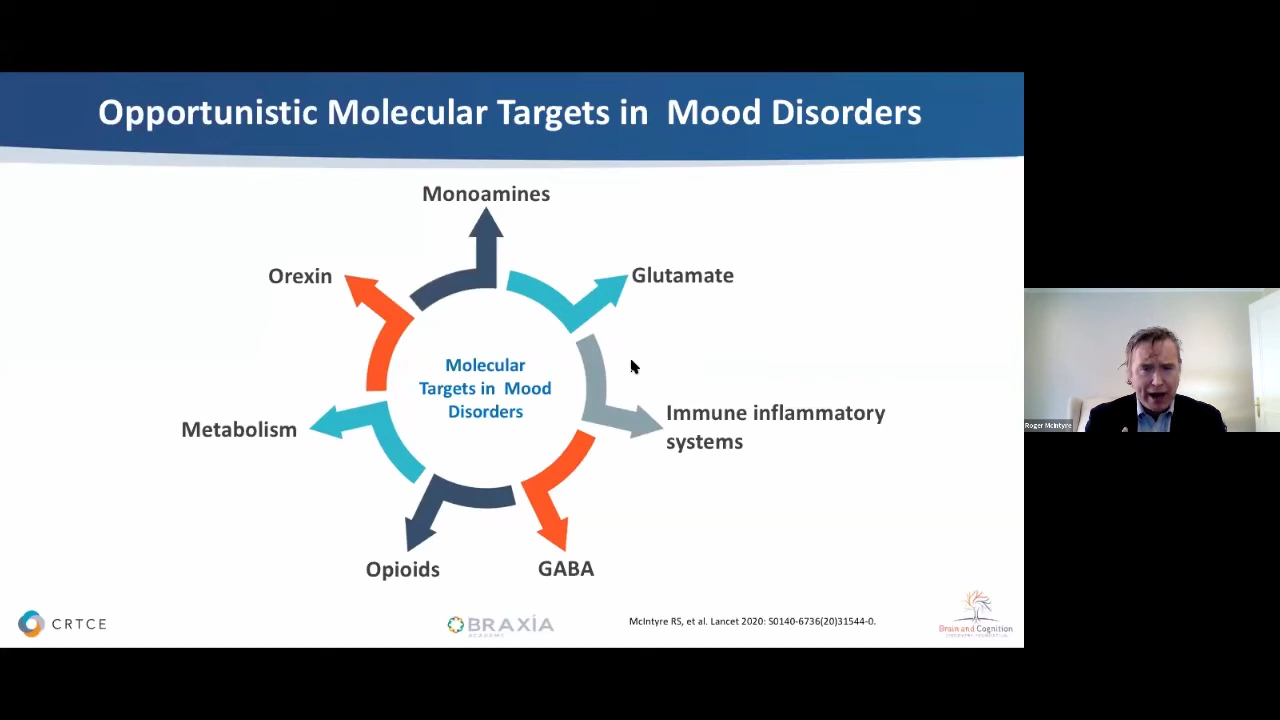 Opportunistic Molecular Targets in Mood Disorders
Monoamines
Orexin
Glutamate
Molecular
Targets in Mood
Disorders
Metabolism
Immune inflammatory
systems
Opioids
GABA
CRTCE
BRAXIA
ACADEMY
McIntyre RS, et al. Lancet 2020: S0140-6736(20)31544-0.
Brain and Cognition
DISCOVERY FOUNDATION
Roger McIntyre